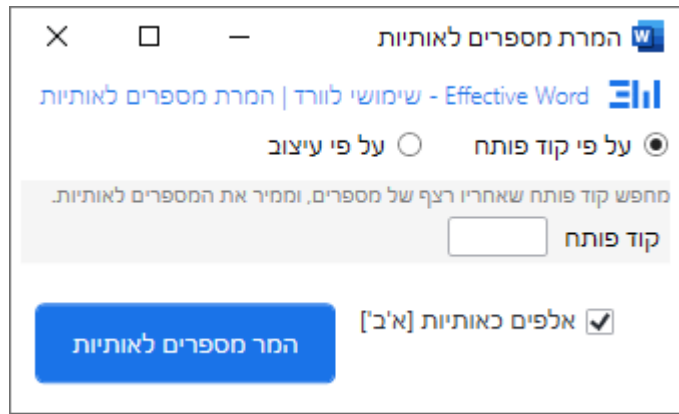 המרת מספרים לאותיות
Effective Word - שימושי לוורד | המרת מספרים לאותיות
על פי קוד פותח על פי עיצוב
מחפש קוד פותח שאחריו רצף של מספרים, וממיר את המספרים לאותיות.
קוד פותח
אלפים כאותיות [א'ב']
המר מספרים לאותיות